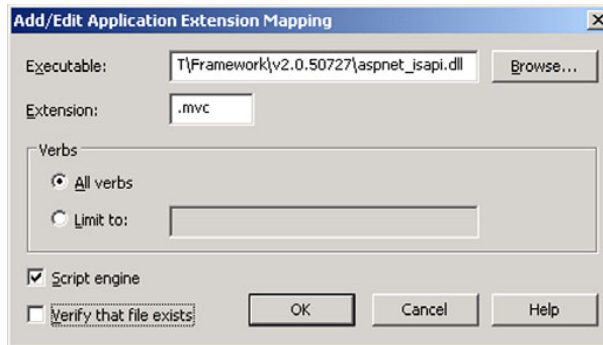 Add/Edit Application Extension Mapping
Executable: T\Framework\v2.0.50727\aspnet_isapi.dll Browse...
Extension: .mvc
Verbs
All verbs
Limit to:
Script engine
Verify that file exists OK Cancel Help